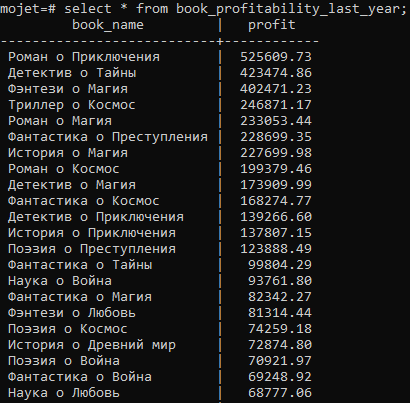 mojet=# select * from book_profitability_last_year;
book_name | profit
---------------------------+------------
Роман о Приключения | 525609.73
Детектив о Тайны | 423474.86
Фэнтези о Магия | 402471.23
Триллер о Космос | 246871.17
Роман о Магия | 233053.44
Фантастика о Преступления | 228699.35
История о Магия | 227699.98
Роман о Космос | 199379.46
Детектив о Магия | 173909.99
Фантастика о Космос | 168274.77
Детектив о Приключения | 139266.60
История о Приключения | 137807.15
Поэзия о Преступления | 123888.49
Фантастика о Тайны | 99804.29
Наука о Война | 93761.80
Фантастика о Магия | 82342.27
Фэнтези о Любовь | 81314.44
Поэзия о Космос | 74259.18
История о Древний мир | 72874.80
Поэзия о Война | 70921.97
Фантастика о Война | 69248.92
Наука о Любовь | 68777.06